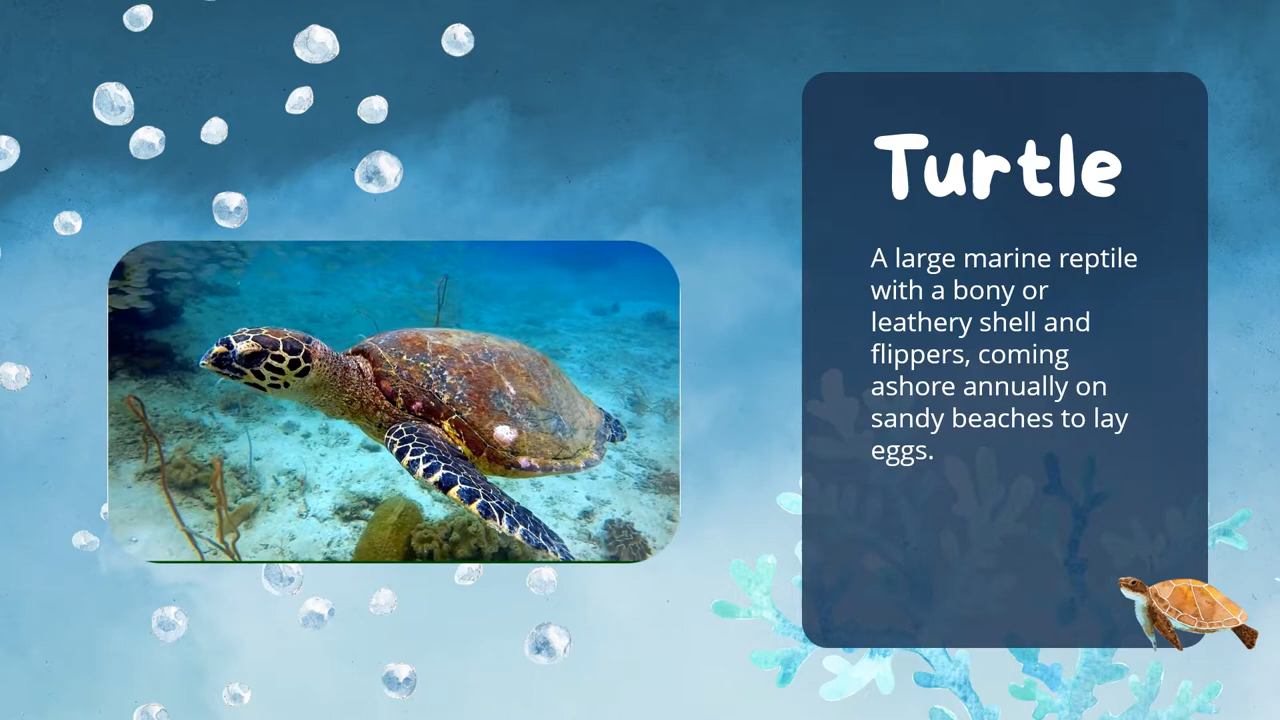 Turtle
A large marine reptile
with a bony or
leathery shell and
flippers, coming
ashore annually on
sandy beaches to lay
eggs.